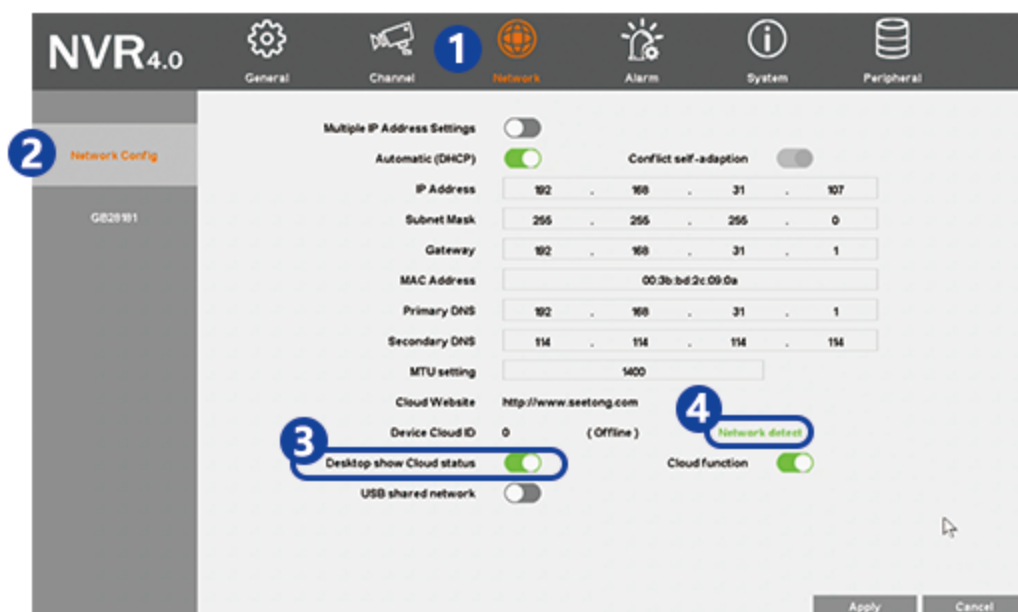 NVR4.0
General
Channel
1
Network
Alarm
System
Peripheral
2
Network Config
GB28181
Multiple IP Address Settings
Automatic (DHCP) Conflict self-adaption
IP Address 192 . 168 . 31 . 107
Subnet Mask 255 . 255 . 255 . 0
Gateway 192 . 168 . 31 . 1
MAC Address 00:3b:bd:2c:09:0a
Primary DNS 192 . 168 . 31 . 1
Secondary DNS 114 . 114 . 114 . 114
MTU setting 1400
Cloud Website http://www.seetong.com
4
Device Cloud ID 0 ( Offline ) Network detect
3
Desktop show Cloud status Cloud function
USB shared network
Apply Cancel